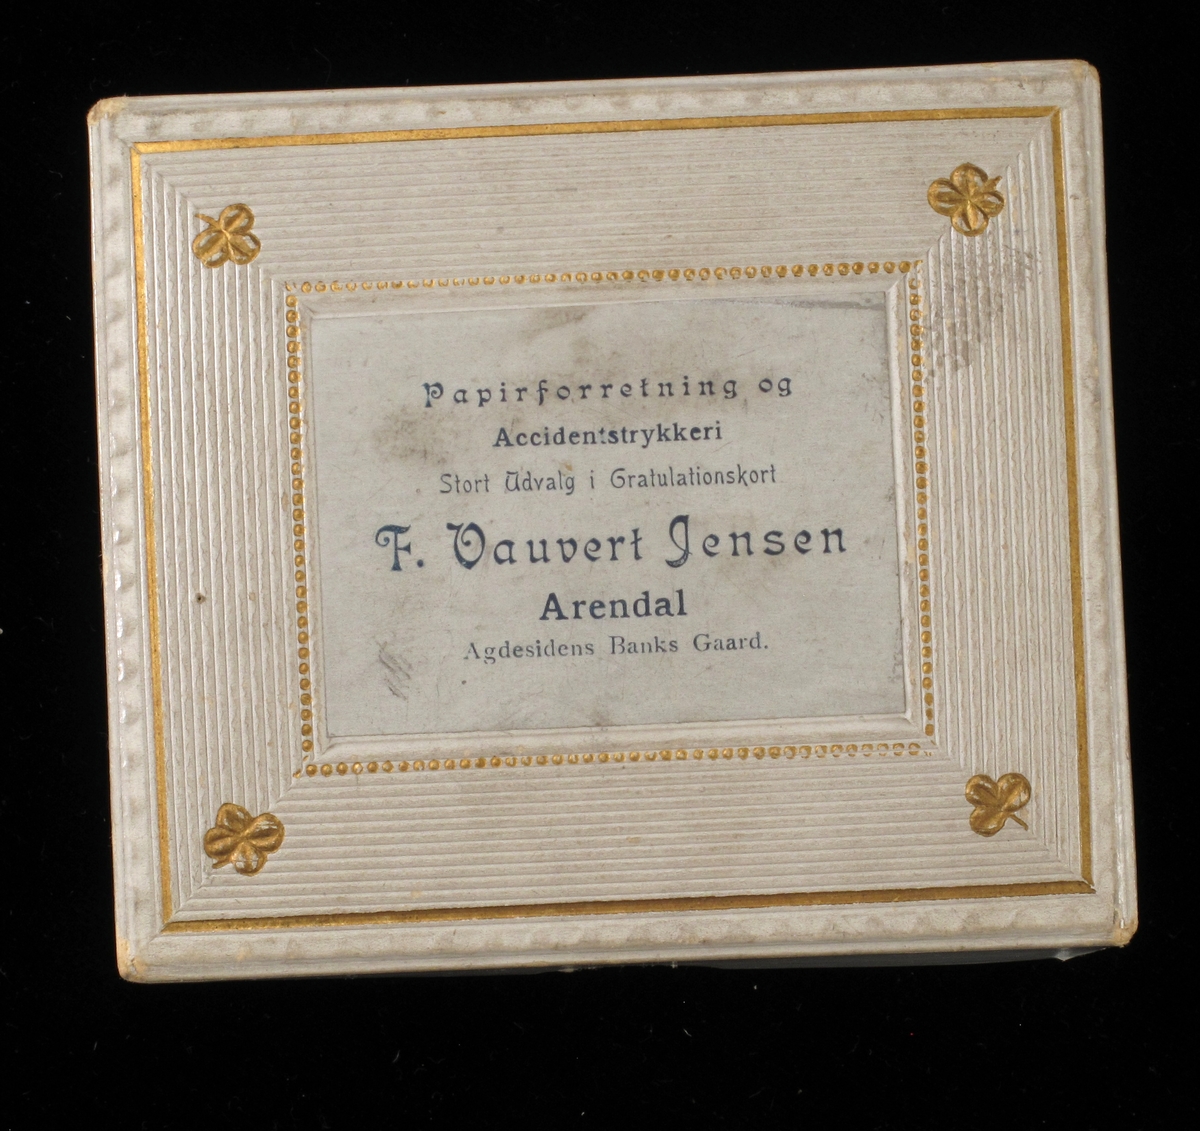 Papirforretning og
Accidentstrykkeri
Stort Udvalg i Gratulationskort
F. Vauvert Jensen
Arendal
Agdesidens Banks Gaard.